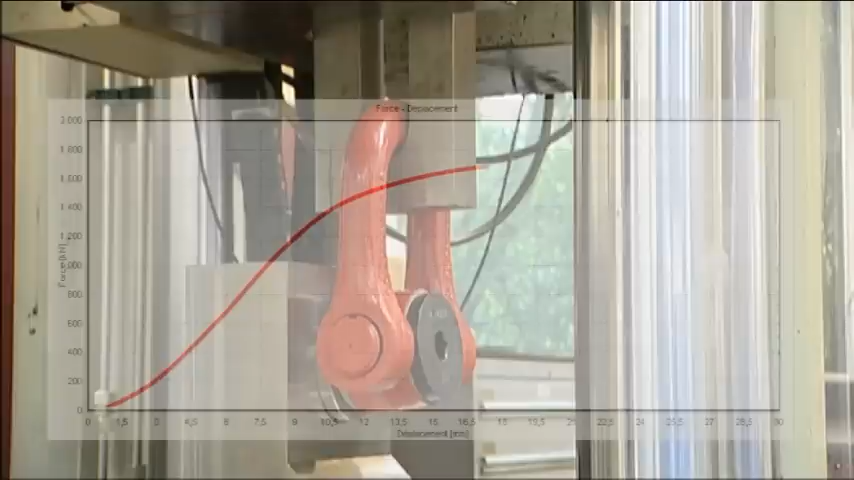 Force - Displacement
2.000
1.800
1.600
1.400
1.200
1.000
800
600
400
200
0
Force [kN]
0 1,5 3 4,5 6 7,5 9 10,5 12 13,5 15 16,5 18 19,5 21 22,5 24 25,5 27 28,5 30
Displacement [mm]